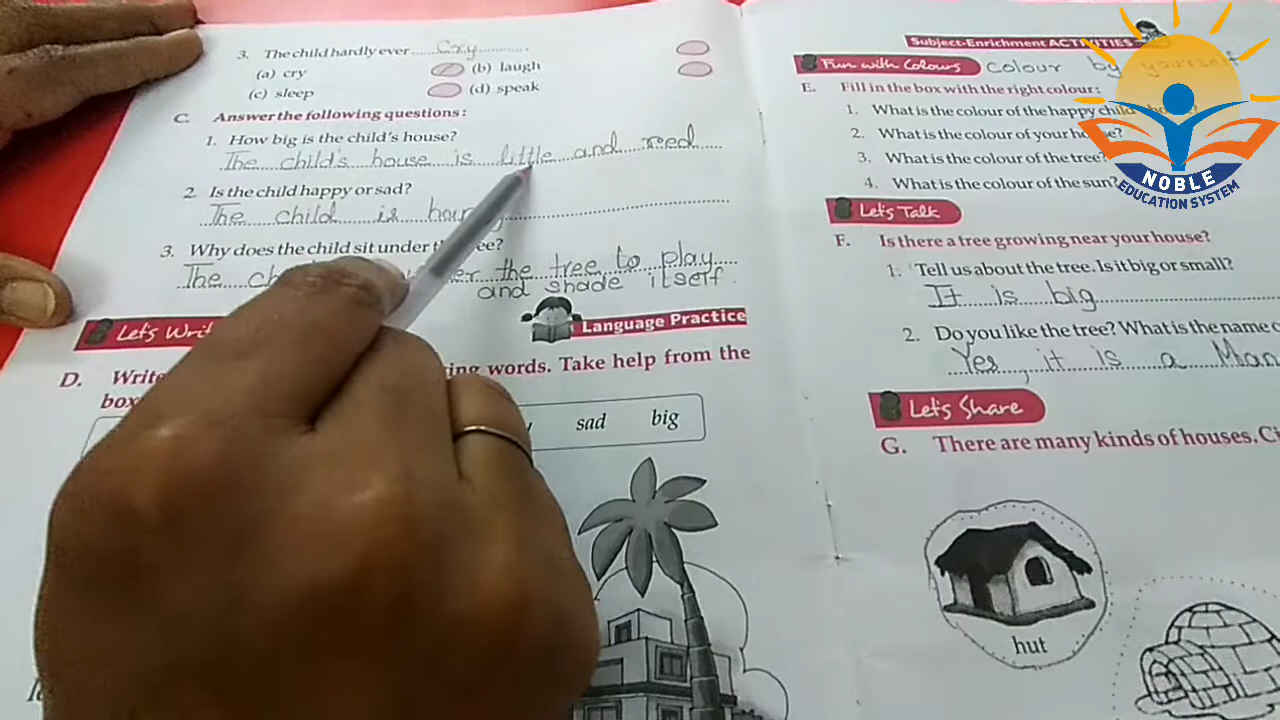 3. The child hardly ever ....Cry............
(a) cry (b) laugh
(c) sleep (d) speak
C. Answer the following questions:
1. How big is the child's house?
The child's house is little and red
2. Is the child happy or sad?
The child is
3. Why does the child sit under
The the tree to play
and shade itself.
Let's
Language Practice
D. words. Take help from the
sad big
Subject-Enrichment ACTIVITIES
Fun with Colours Colour by yourself
E. Fill in the box with the right colour:
1. What is the colour of the happy
2. What is the colour of your
3. What is the colour of the tree?
4. What is the colour of the sun?
Let's Talk
F. Is there a tree growing near your house?
1. Tell us about the tree. Is it big or small?
It is big
2. Do you like the tree? What is the name
Yes, it is a
Let's Share
G. There are many kinds of houses.
hut
NOBLE
EDUCATION SYSTEM